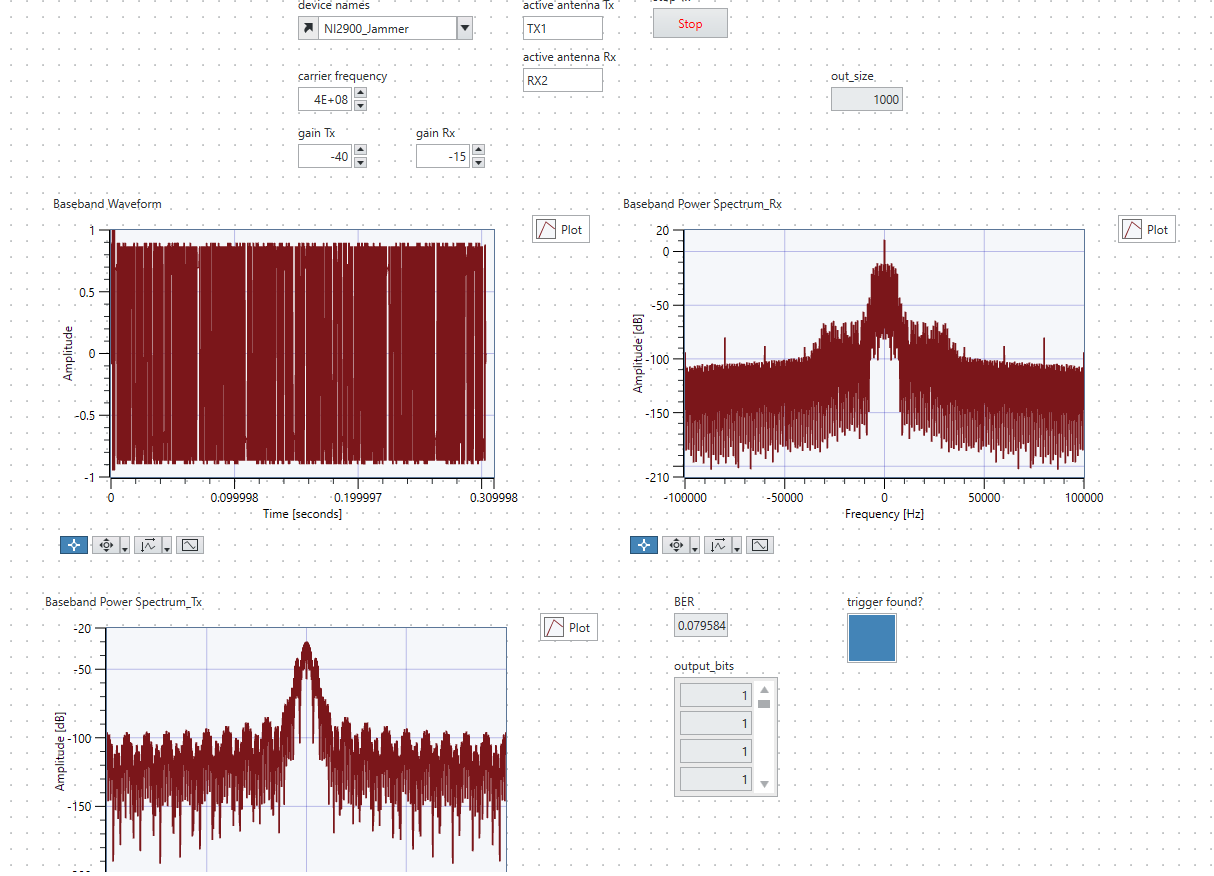 device names
NI2900_Jammer
active antenna Tx
TX1
Stop
active antenna Rx
RX2
carrier frequency
4E+08
out_size
1000
gain Tx
-40
gain Rx
-15
Baseband Waveform
Plot
1
0.5
0
-0.5
-1
Amplitude
0
0.099998
0.199997
0.309998
Time [seconds]
Baseband Power Spectrum_Rx
Plot
20
0
-50
-100
-150
-210
Amplitude [dB]
-100000
-50000
0
50000
100000
Frequency [Hz]
Baseband Power Spectrum_Tx
Plot
-20
-50
-100
-150
Amplitude [dB]
BER
0.079584
trigger found?
output_bits
1
1
1
1